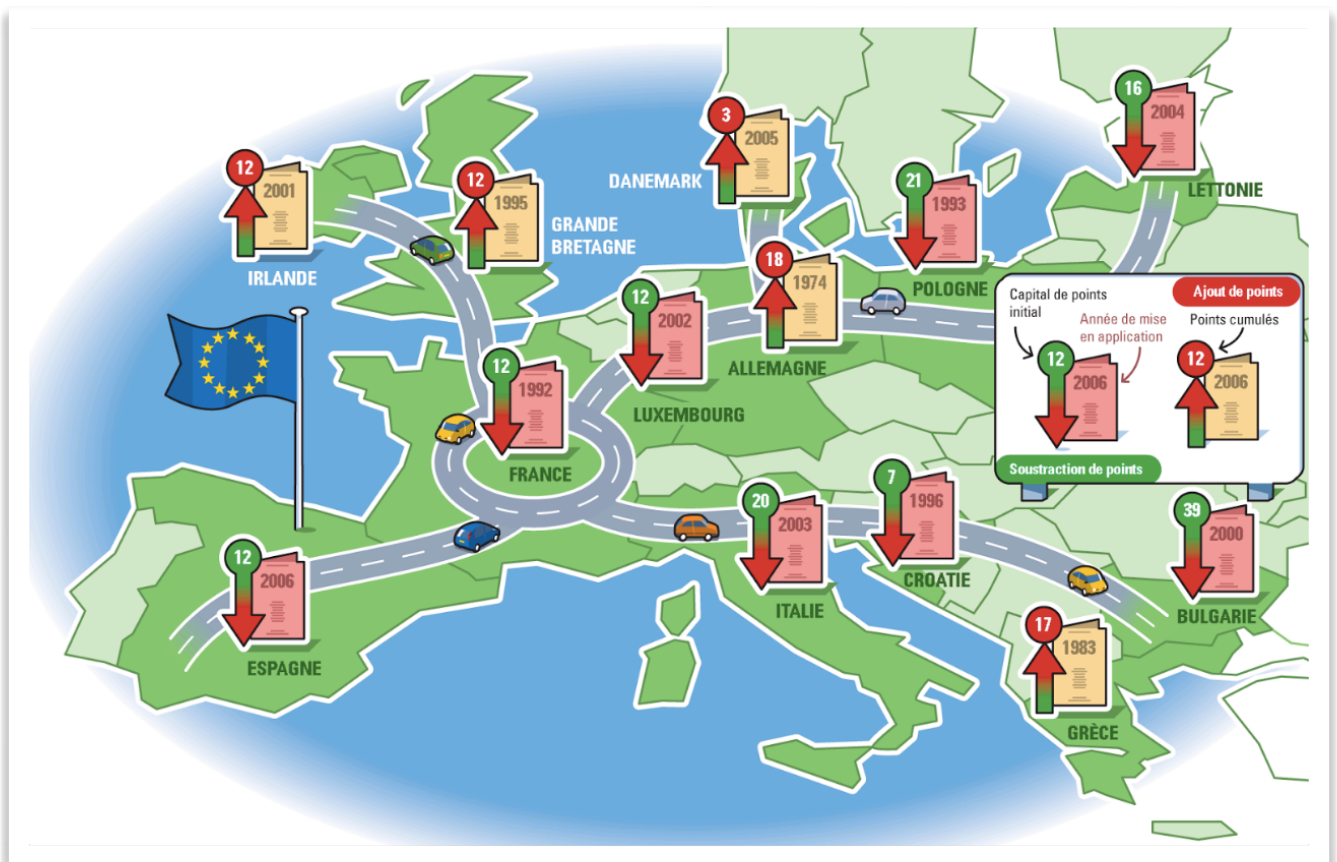 12
2001
IRLANDE
12
1995
GRANDE
BRETAGNE
3
2005
DANEMARK
21
1993
POLOGNE
16
2004
LETTONIE
18
1974
ALLEMAGNE
12
2002
LUXEMBOURG
12
1992
FRANCE
Capital de points
initial
Année de mise
en application
12
2006
Soustraction de points
Ajout de points
Points cumulés
12
2006
12
2006
ESPAGNE
20
2003
ITALIE
7
1996
CROATIE
39
2000
BULGARIE
17
1983
GRÈCE